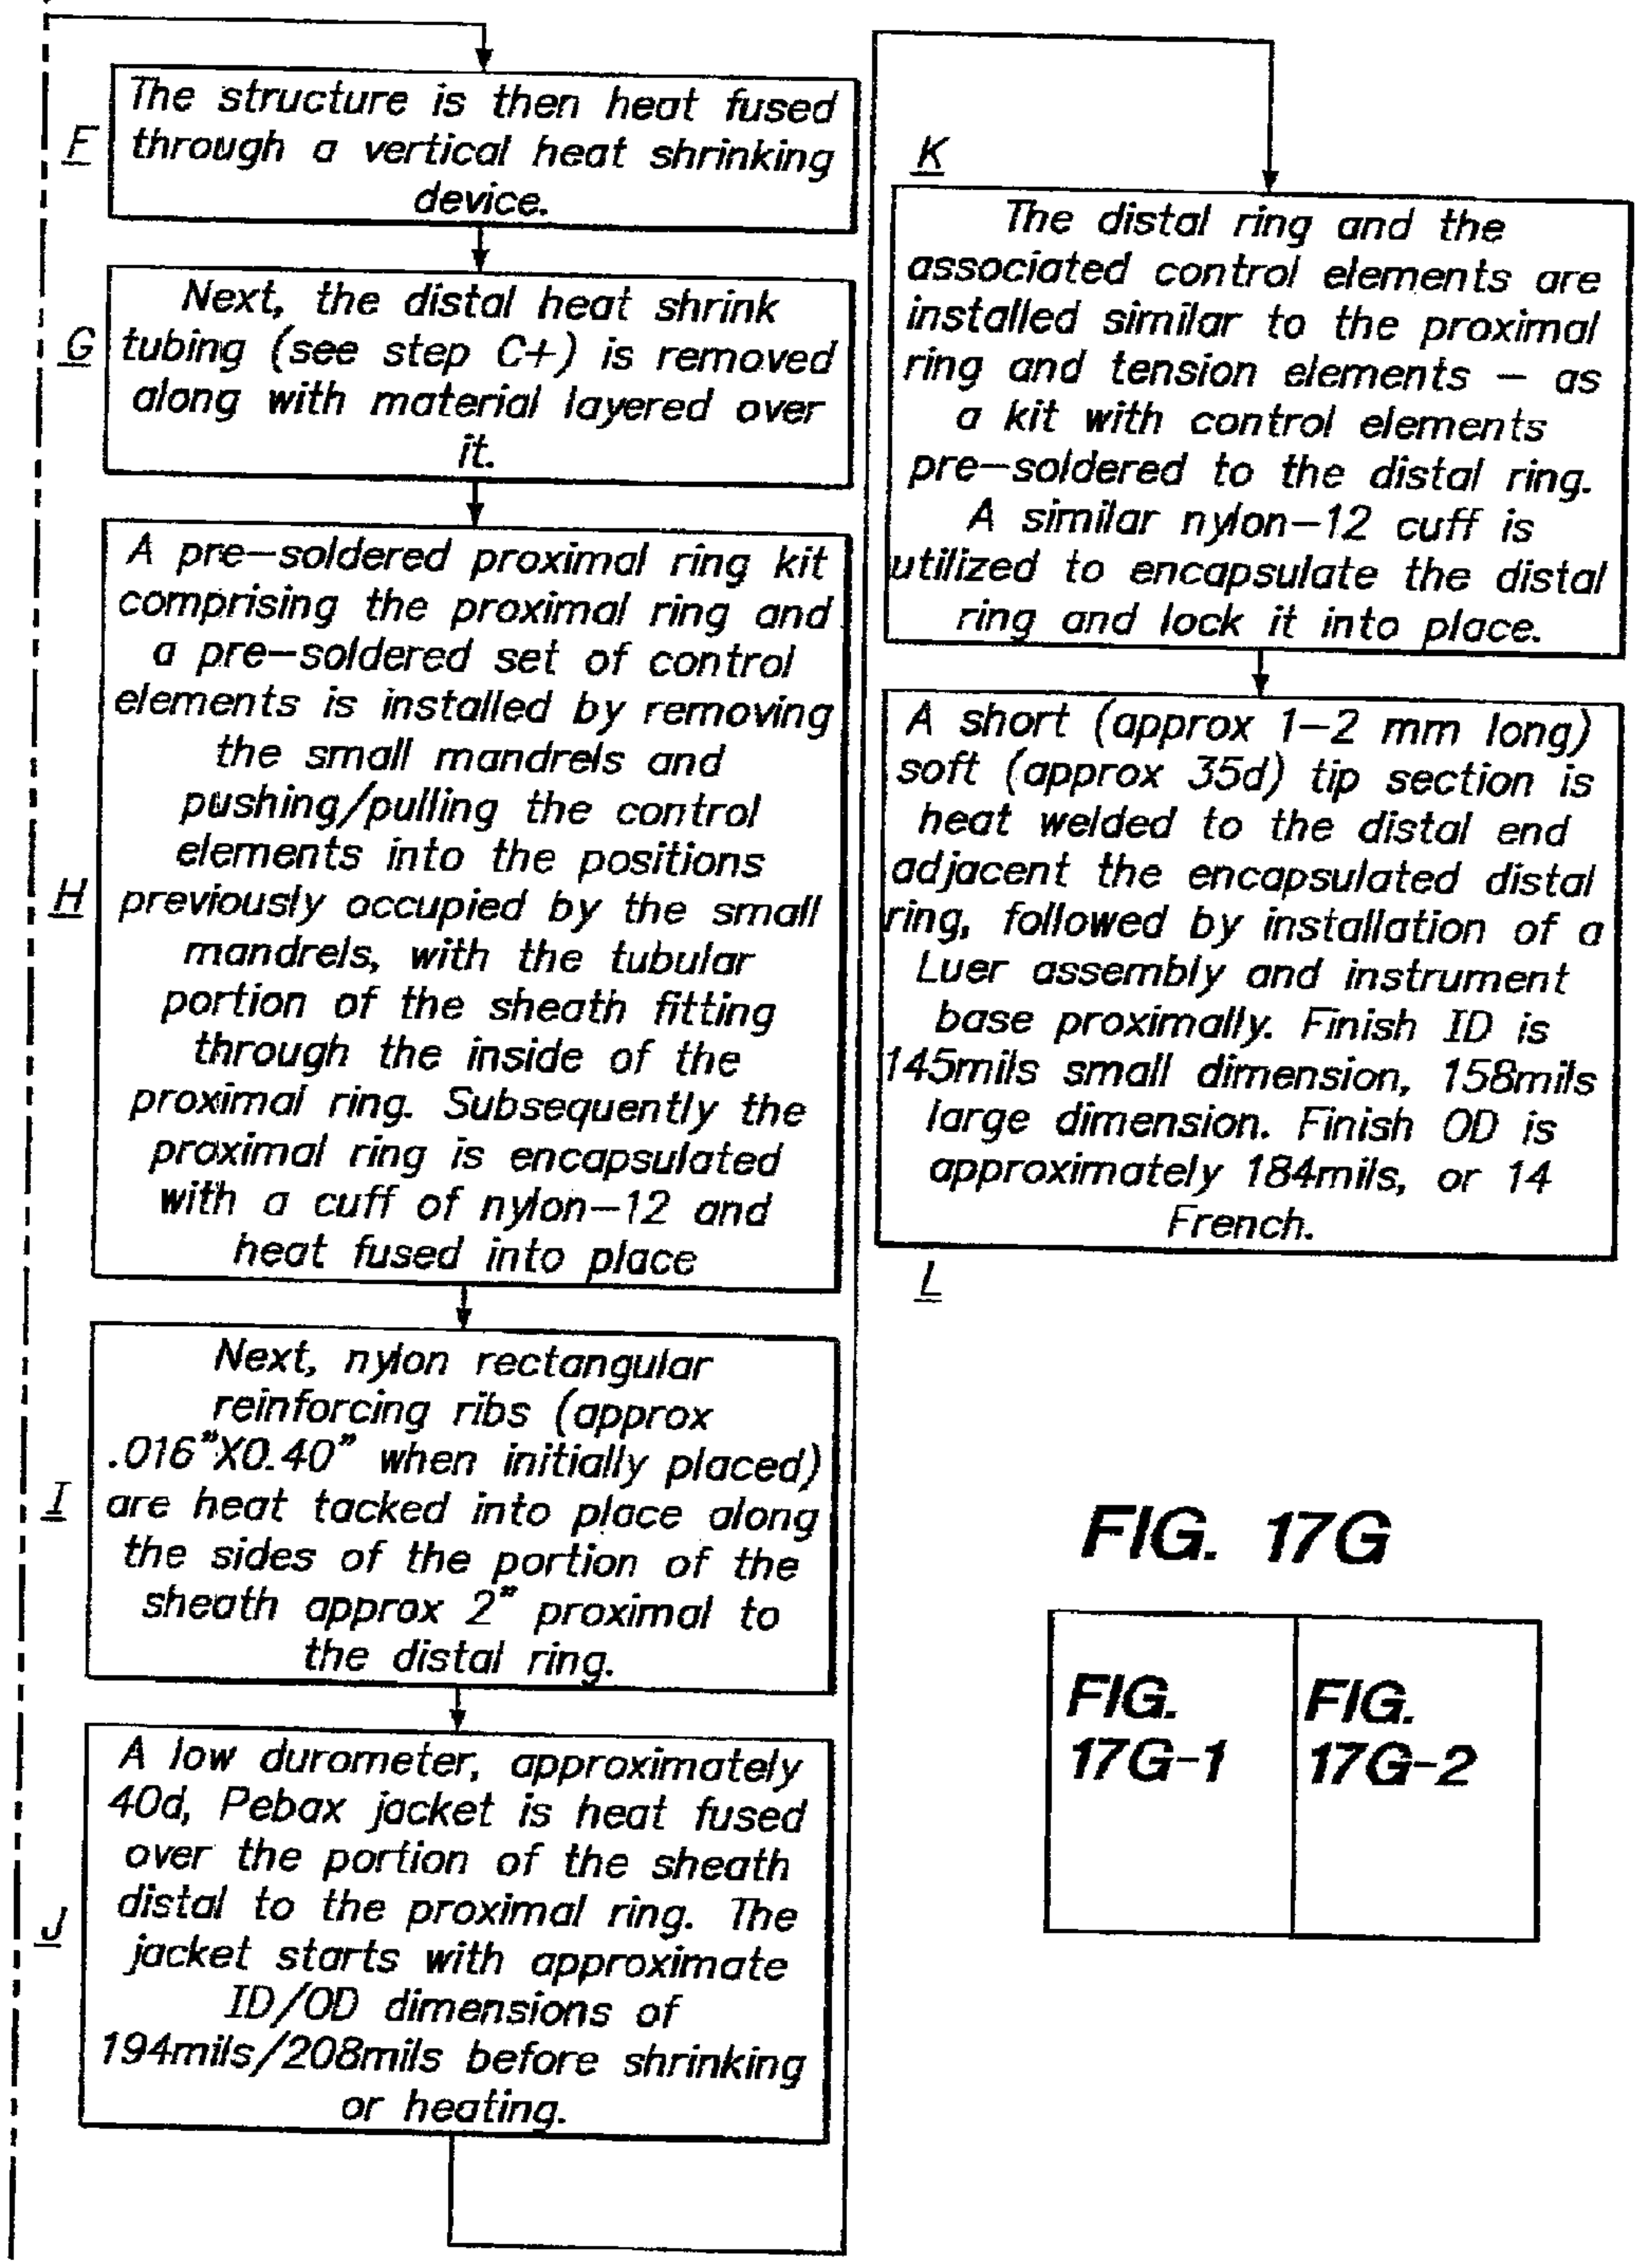 F
The structure is then heat fused
through a vertical heat shrinking
device.
G
Next, the distal heat shrink
tubing (see step C+) is removed
along with material layered over
it.
H
A pre-soldered proximal ring kit
comprising the proximal ring and
a pre-soldered set of control
elements is installed by removing
the small mandrels and
pushing/pulling the control
elements into the positions
previously occupied by the small
mandrels, with the tubular
portion of the sheath fitting
through the inside of the
proximal ring. Subsequently the
proximal ring is encapsulated
with a cuff of nylon-12 and
heat fused into place
I
Next, nylon rectangular
reinforcing ribs (approx
.016"X0.40" when initially placed)
are heat tacked into place along
the sides of the portion of the
sheath approx 2" proximal to
the distal ring.
J
A low durometer, approximately
40d, Pebax jacket is heat fused
over the portion of the sheath
distal to the proximal ring. The
jacket starts with approximate
ID/OD dimensions of
194mils/208mils before shrinking
or heating.
K
The distal ring and the
associated control elements are
installed similar to the proximal
ring and tension elements - as
a kit with control elements
pre-soldered to the distal ring.
A similar nylon-12 cuff is
utilized to encapsulate the distal
ring and lock it into place.
A short (approx 1-2 mm long)
soft (approx 35d) tip section is
heat welded to the distal end
adjacent the encapsulated distal
ring, followed by installation of a
Luer assembly and instrument
base proximally. Finish ID is
145mils small dimension, 158mils
large dimension. Finish OD is
approximately 184mils, or 14
French.
L
FIG. 17G
FIG.
17G-1
FIG.
17G-2